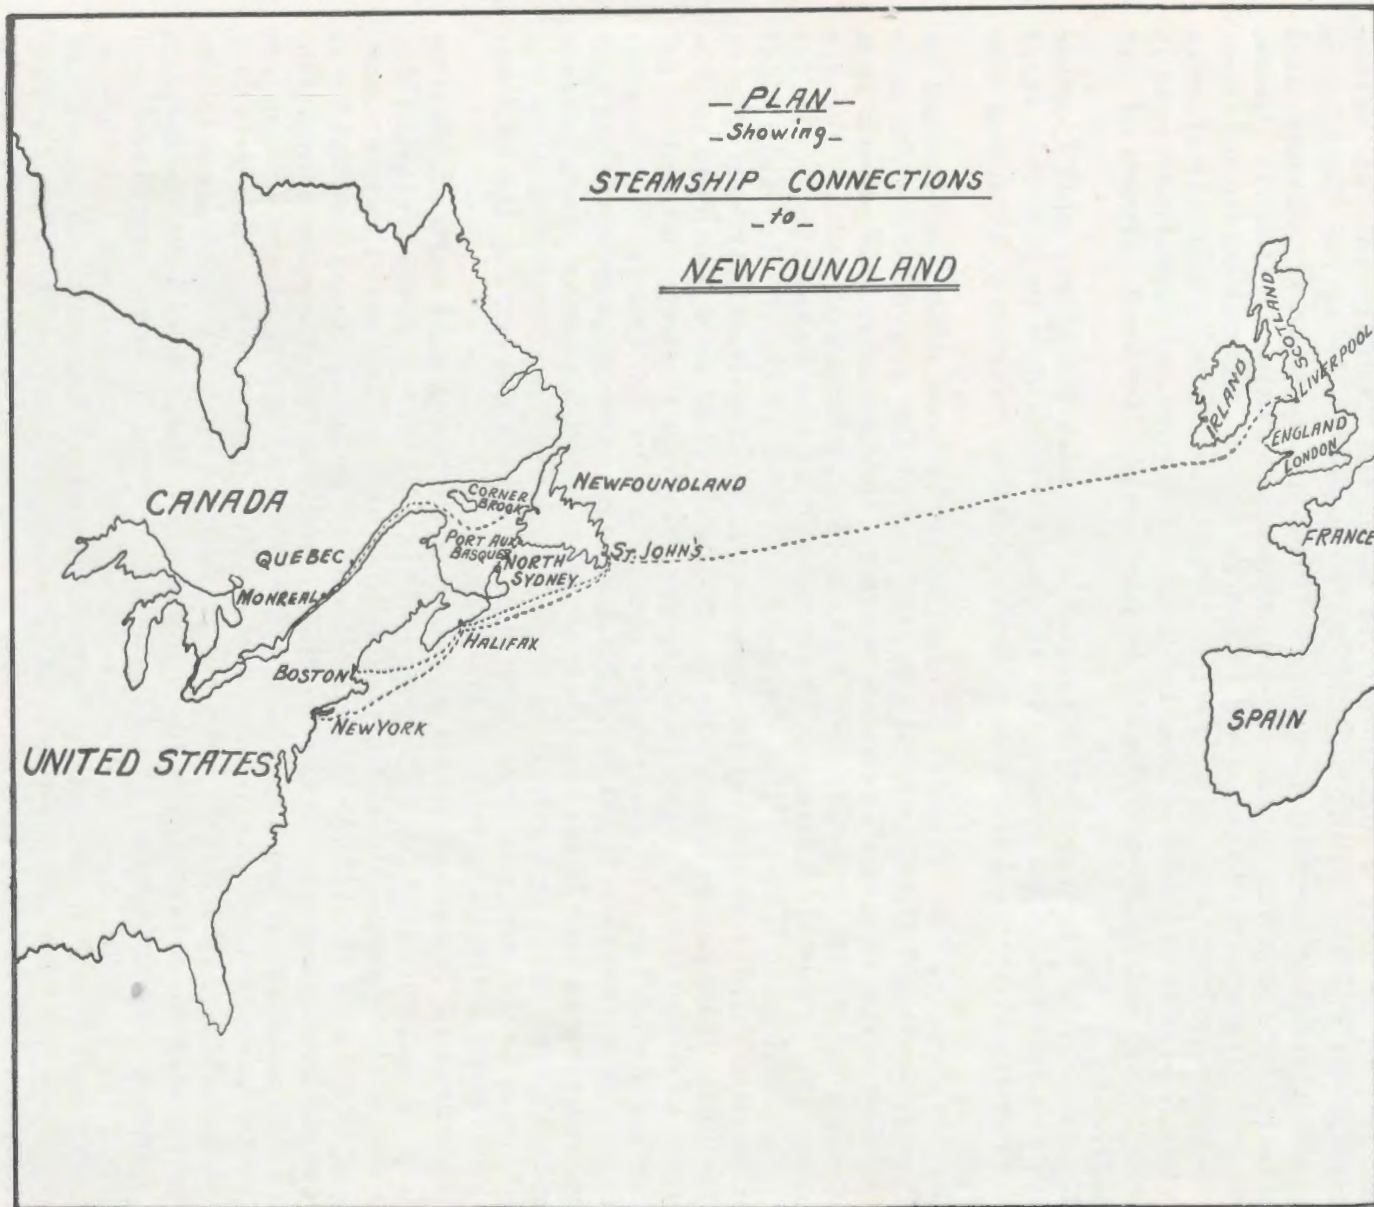 — PLAN —
_ Showing _
STEAMSHIP CONNECTIONS
_ to _
NEWFOUNDLAND
SCOTLAND
LIVERPOOL
IRLAND
ENGLAND
LONDON
FRANCE
SPAIN
CANADA
NEWFOUNDLAND
CORNER
BROOK
PORT AUX
BASQUES
NORTH
SYDNEY
ST. JOHN'S
QUEBEC
MONREAL
HALIFAX
BOSTON
NEW YORK
UNITED STATES